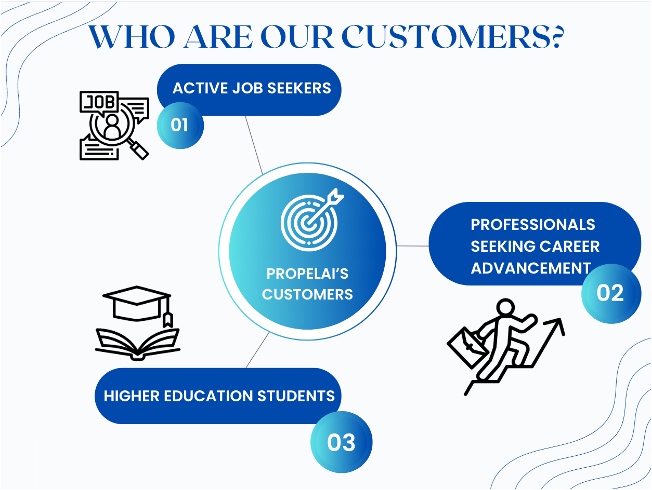 WHO ARE OUR CUSTOMERS?
ACTIVE JOB SEEKERS
JOB
01
PROFESSIONALS
SEEKING CAREER
ADVANCEMENT
02
PROPELAI'S
CUSTOMERS
HIGHER EDUCATION STUDENTS
03